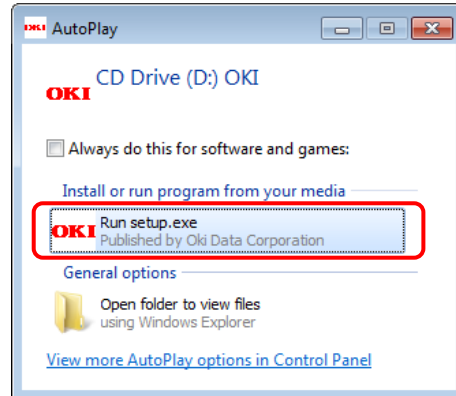 OKI AutoPlay
CD Drive (D:) OKI
OKI
Always do this for software and games:
Install or run program from your media
OKI Run setup.exe
Published by Oki Data Corporation
General options
Open folder to view files
using Windows Explorer
View more AutoPlay options in Control Panel